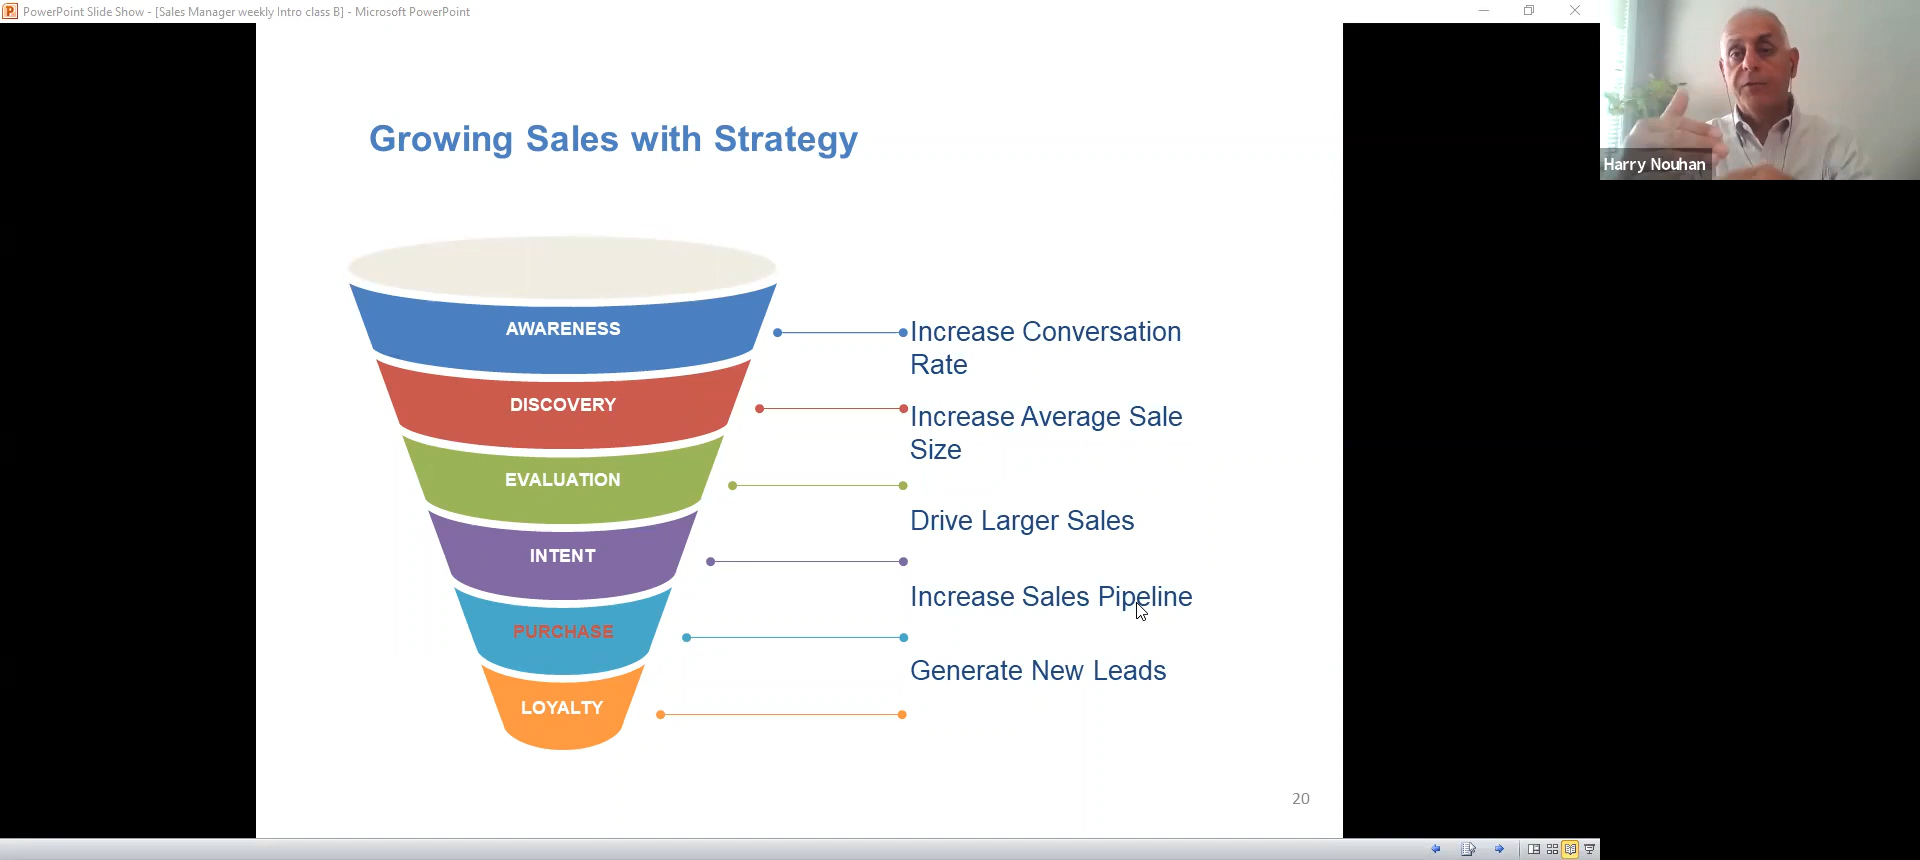 PowerPoint Slide Show - [Sales Manager weekly Intro class B] - Microsoft PowerPoint
Harry Nouhan
Growing Sales with Strategy
AWARENESS
Increase Conversation
Rate
DISCOVERY
Increase Average Sale
Size
EVALUATION
Drive Larger Sales
INTENT
Increase Sales Pipeline
PURCHASE
Generate New Leads
LOYALTY
20